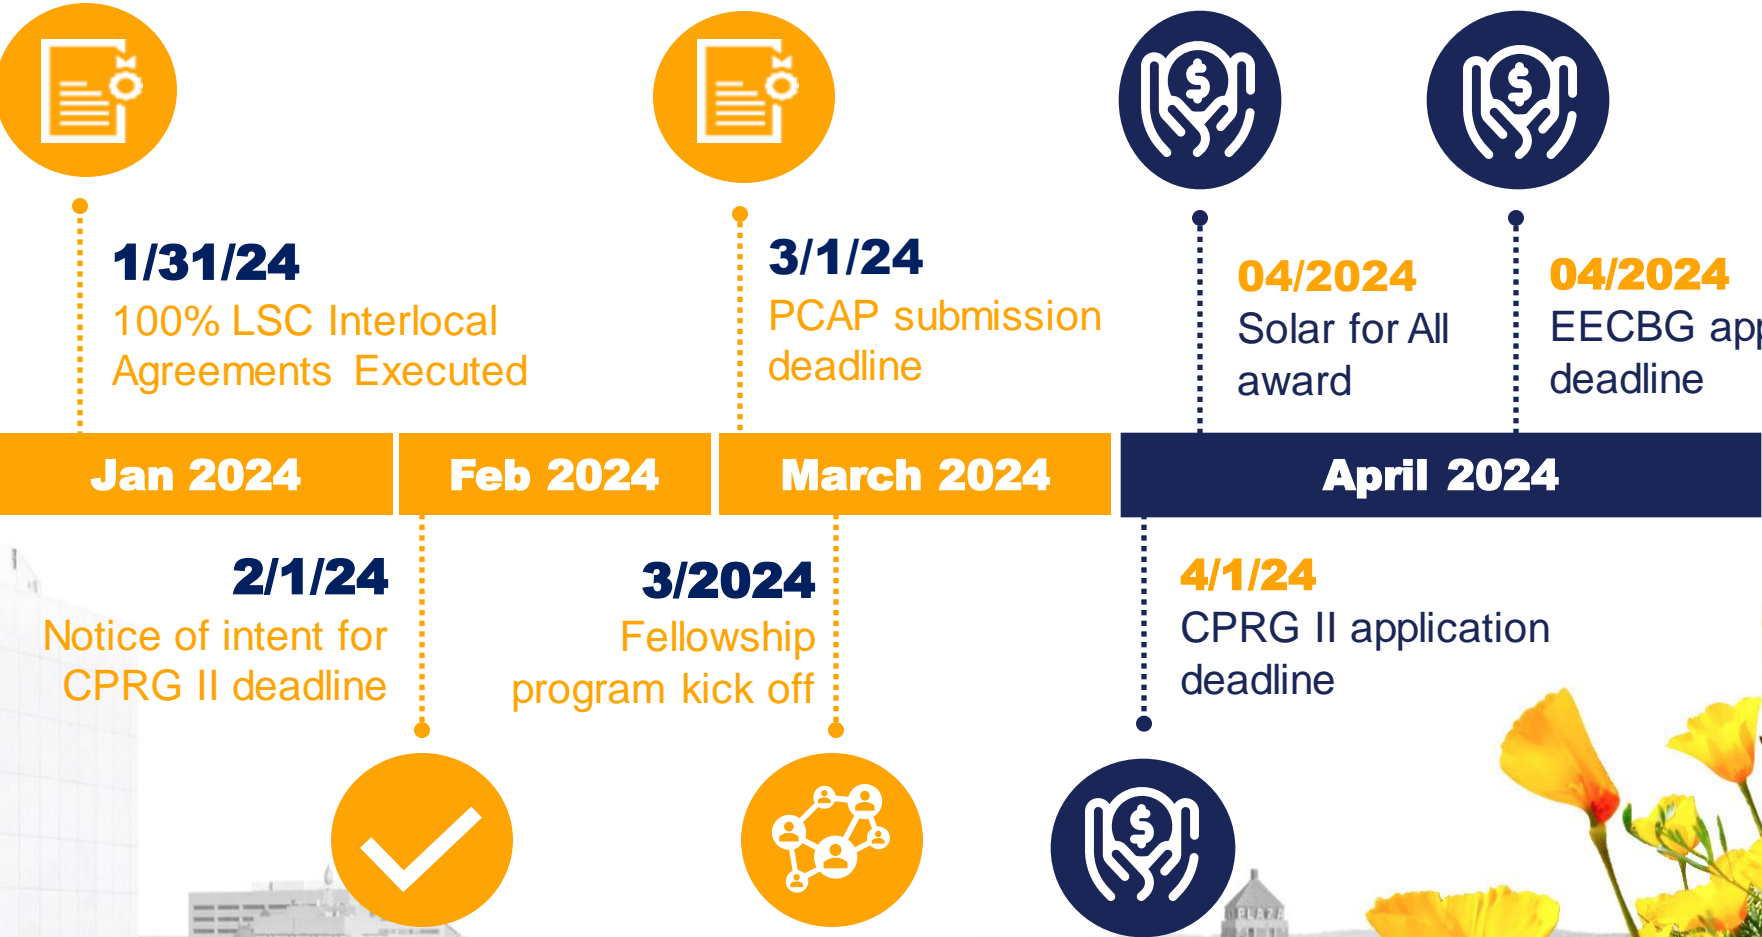 1/31/24
100% LSC Interlocal
Agreements Executed
3/1/24
PCAP submission
deadline
04/2024
Solar for All
award
04/2024
EECBG
deadline
Jan 2024
Feb 2024
March 2024
April 2024
2/1/24
Notice of intent for
CPRG II deadline
3/2024
Fellowship
program kick off
4/1/24
CPRG II application
deadline
PLAZA